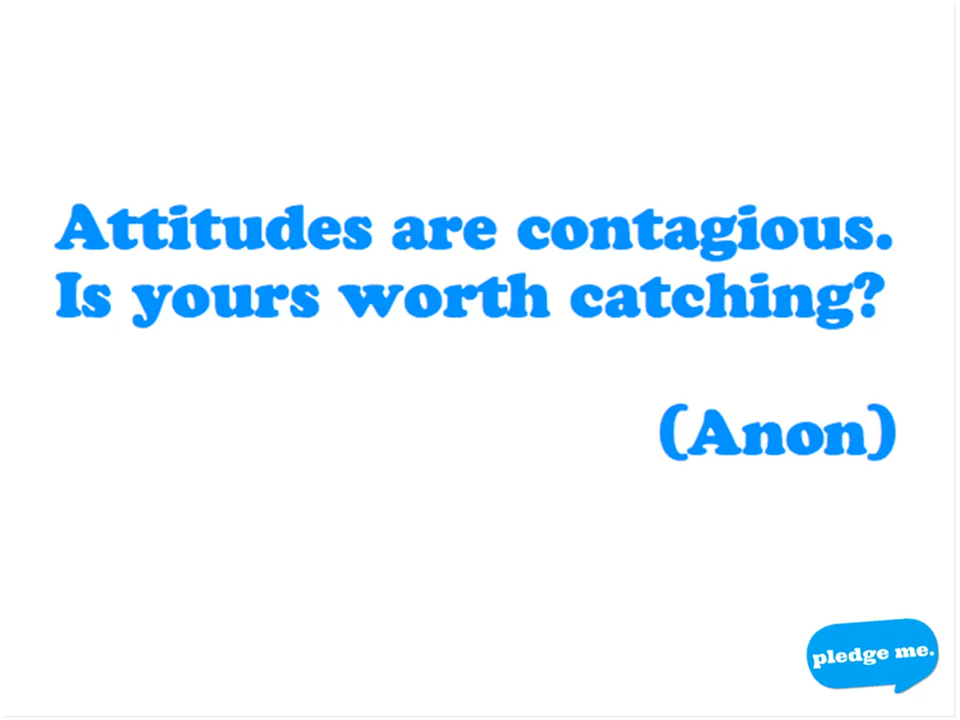 Attitudes are contagious.
Is yours worth catching?
(Anon)
pledge me.